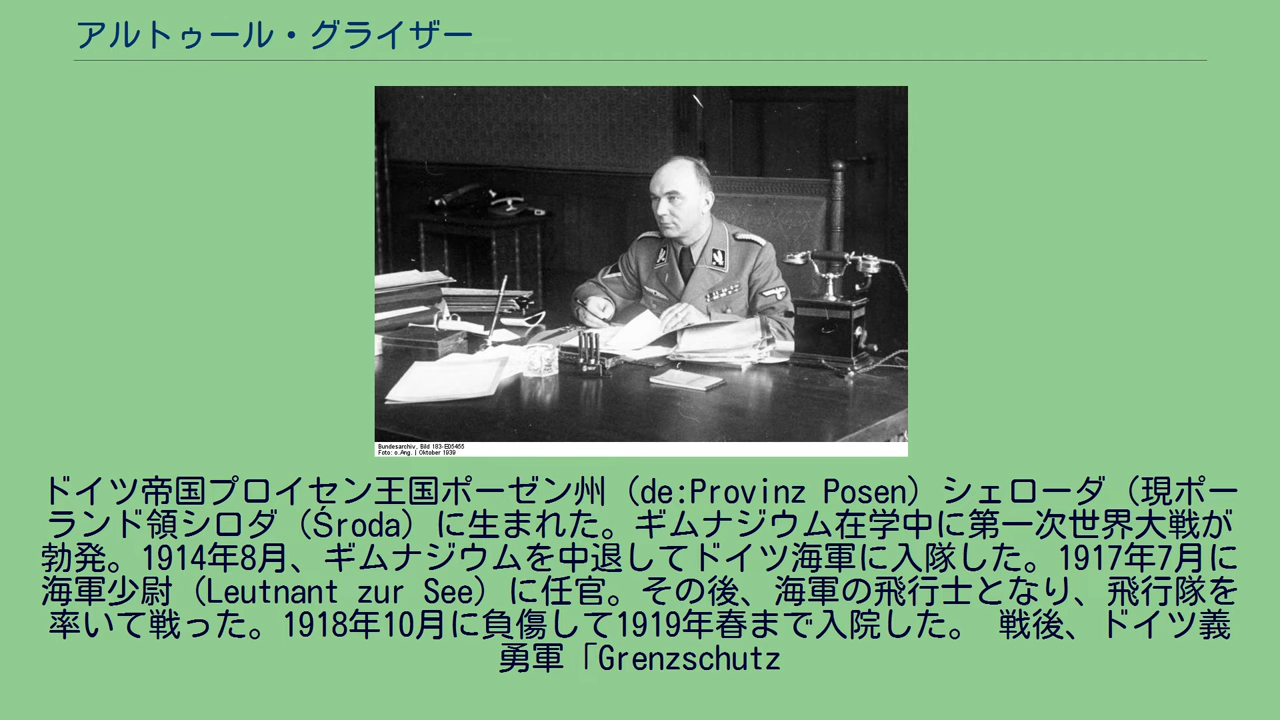 アルトゥール・グライザー
Bundesarchiv, Bild 183-E05455
Foto: o.Ang. | Oktober 1939
ドイツ帝国プロイセン王国ポーゼン州（de:Provinz Posen）シェローダ（現ポー
ランド領シロダ（Środa）に生まれた。ギムナジウム在学中に第一次世界大戦が
勃発。1914年8月、ギムナジウムを中退してドイツ海軍に入隊した。1917年7月に
海軍少尉（Leutnant zur See）に任官。その後、海軍の飛行士となり、飛行隊を
率いて戦った。1918年10月に負傷して1919年春まで入院した。 戦後、ドイツ義
勇軍「Grenzschutz